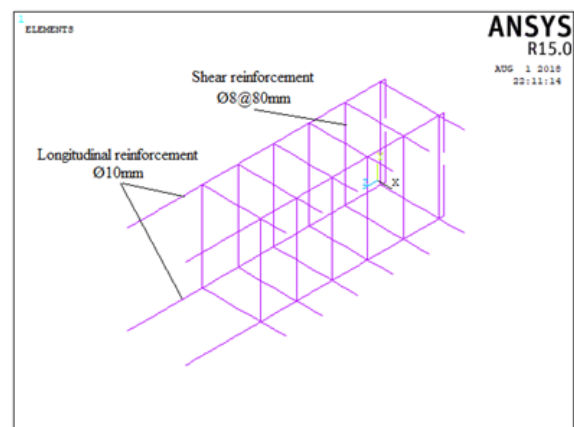 1
ELEMENTS
ANSYS
R15.0
AUG 1 2018
22:11:14
Shear reinforcement
Ø8@80mm
Longitudinal reinforcement
Ø10mm
Z
X